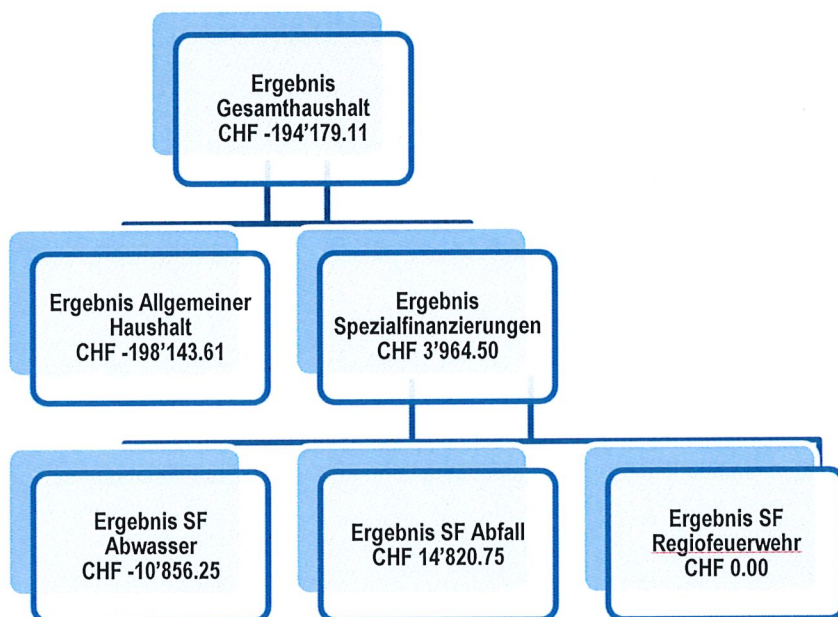 Ergebnis
Gesamthaushalt
CHF -194'179.11
Ergebnis Allgemeiner
Haushalt
CHF -198'143.61
Ergebnis
Spezialfinanzierungen
CHF 3'964.50
Ergebnis SF
Abwasser
CHF -10'856.25
Ergebnis SF Abfall
CHF 14'820.75
Ergebnis SF
Regiofeuerwehr
CHF 0.00